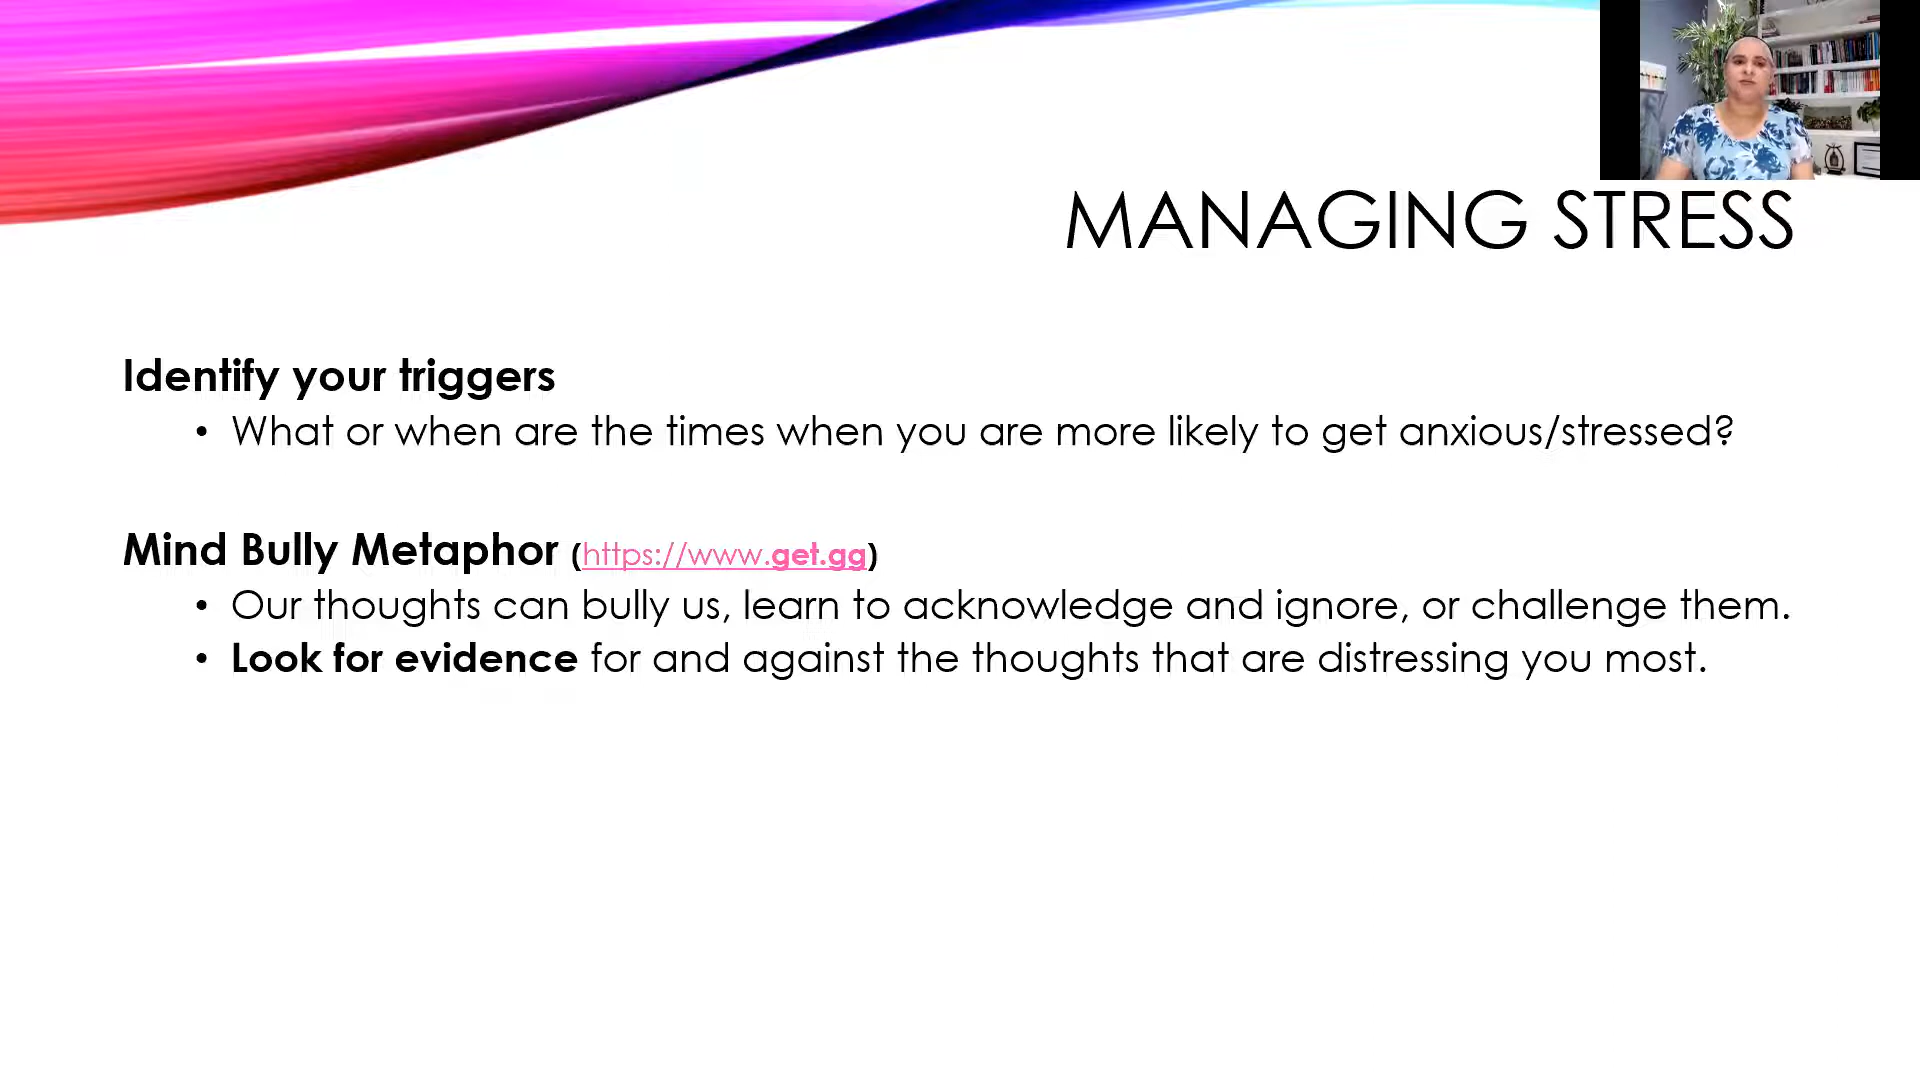 MANAGING STRESS
Identify your triggers
• What or when are the times when you are more likely to get anxious/stressed?
Mind Bully Metaphor (https://www.get.gg)
• Our thoughts can bully us, learn to acknowledge and ignore, or challenge them.
• Look for evidence for and against the thoughts that are distressing you most.